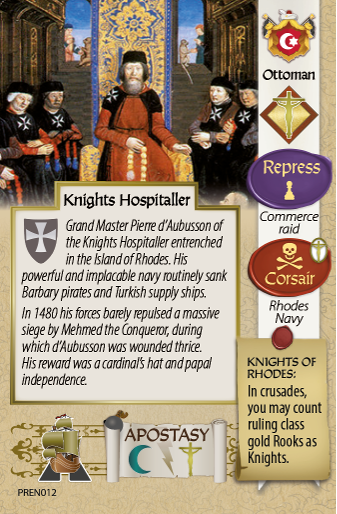 Ottoman
Repress
Commerce
raid
Corsair
Rhodes
Navy
Knights Hospitaller
Grand Master Pierre d'Aubusson of
the Knights Hospitaller entrenched
in the Island of Rhodes. His
powerful and implacable navy routinely sank
Barbary pirates and Turkish supply ships.
In 1480 his forces barely repulsed a massive
siege by Mehmed the Conqueror, during
which d'Aubusson was wounded thrice.
His reward was a cardinal's hat and papal
independence.
KNIGHTS OF
RHODES:
In crusades,
you may count
ruling class
gold Rooks as
Knights.
APOSTASY
PREN012